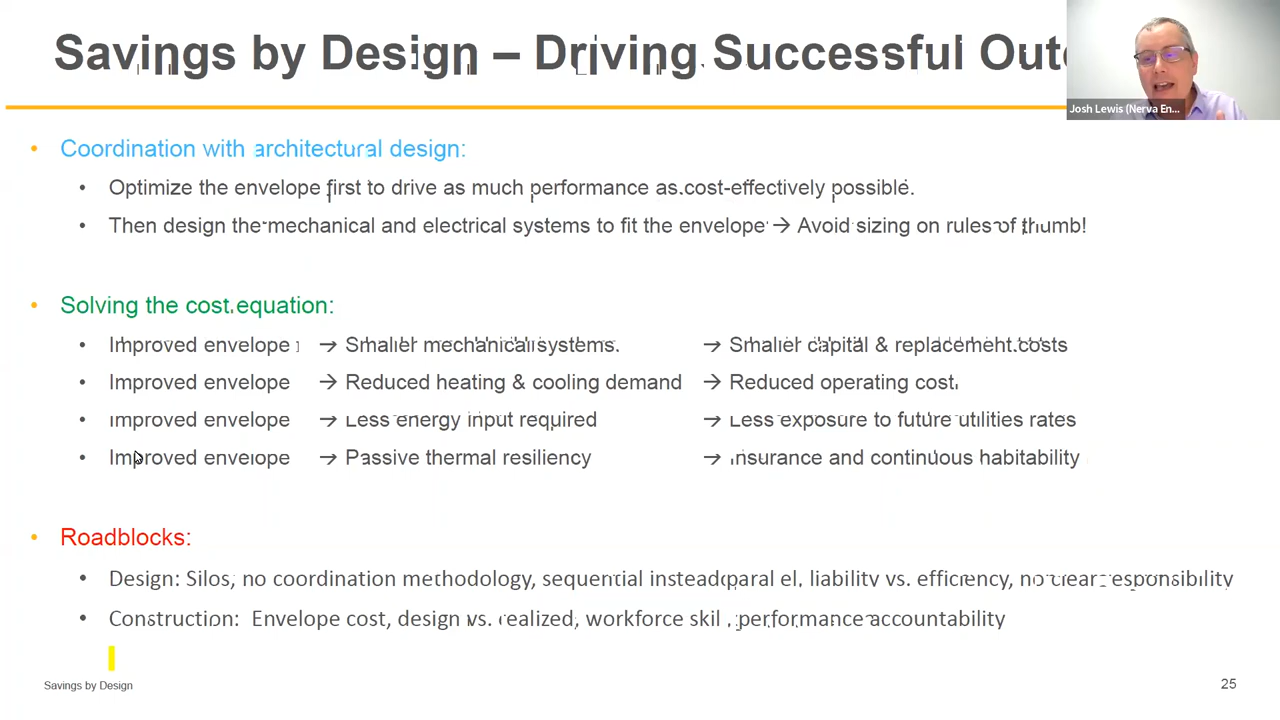 Savings by Design – Driving Successful
Josh Lewis (Nerva En...
• Coordination with architectural design:
• Optimize the envelope first to drive as much performance as cost-effectively possible.
• Then design the mechanical and electrical systems to fit the envelope → Avoid sizing on rules of thumb!
• Solving the cost equation:
• Improved envelope → Smaller mechanical systems. → Smaller capital & replacement costs
• Improved envelope → Reduced heating & cooling demand → Reduced operating cost.
• Improved envelope → Less energy input required → Less exposure to future utilities rates
• Improved envelope → Passive thermal resiliency → Insurance and continuous habitability
• Roadblocks:
• Design: Silos, no coordination methodology, sequential instead parallel, liability vs. efficiency, no clear responsibility
• Construction: Envelope cost, design vs. realized, workforce skill, performance accountability
Savings by Design
25